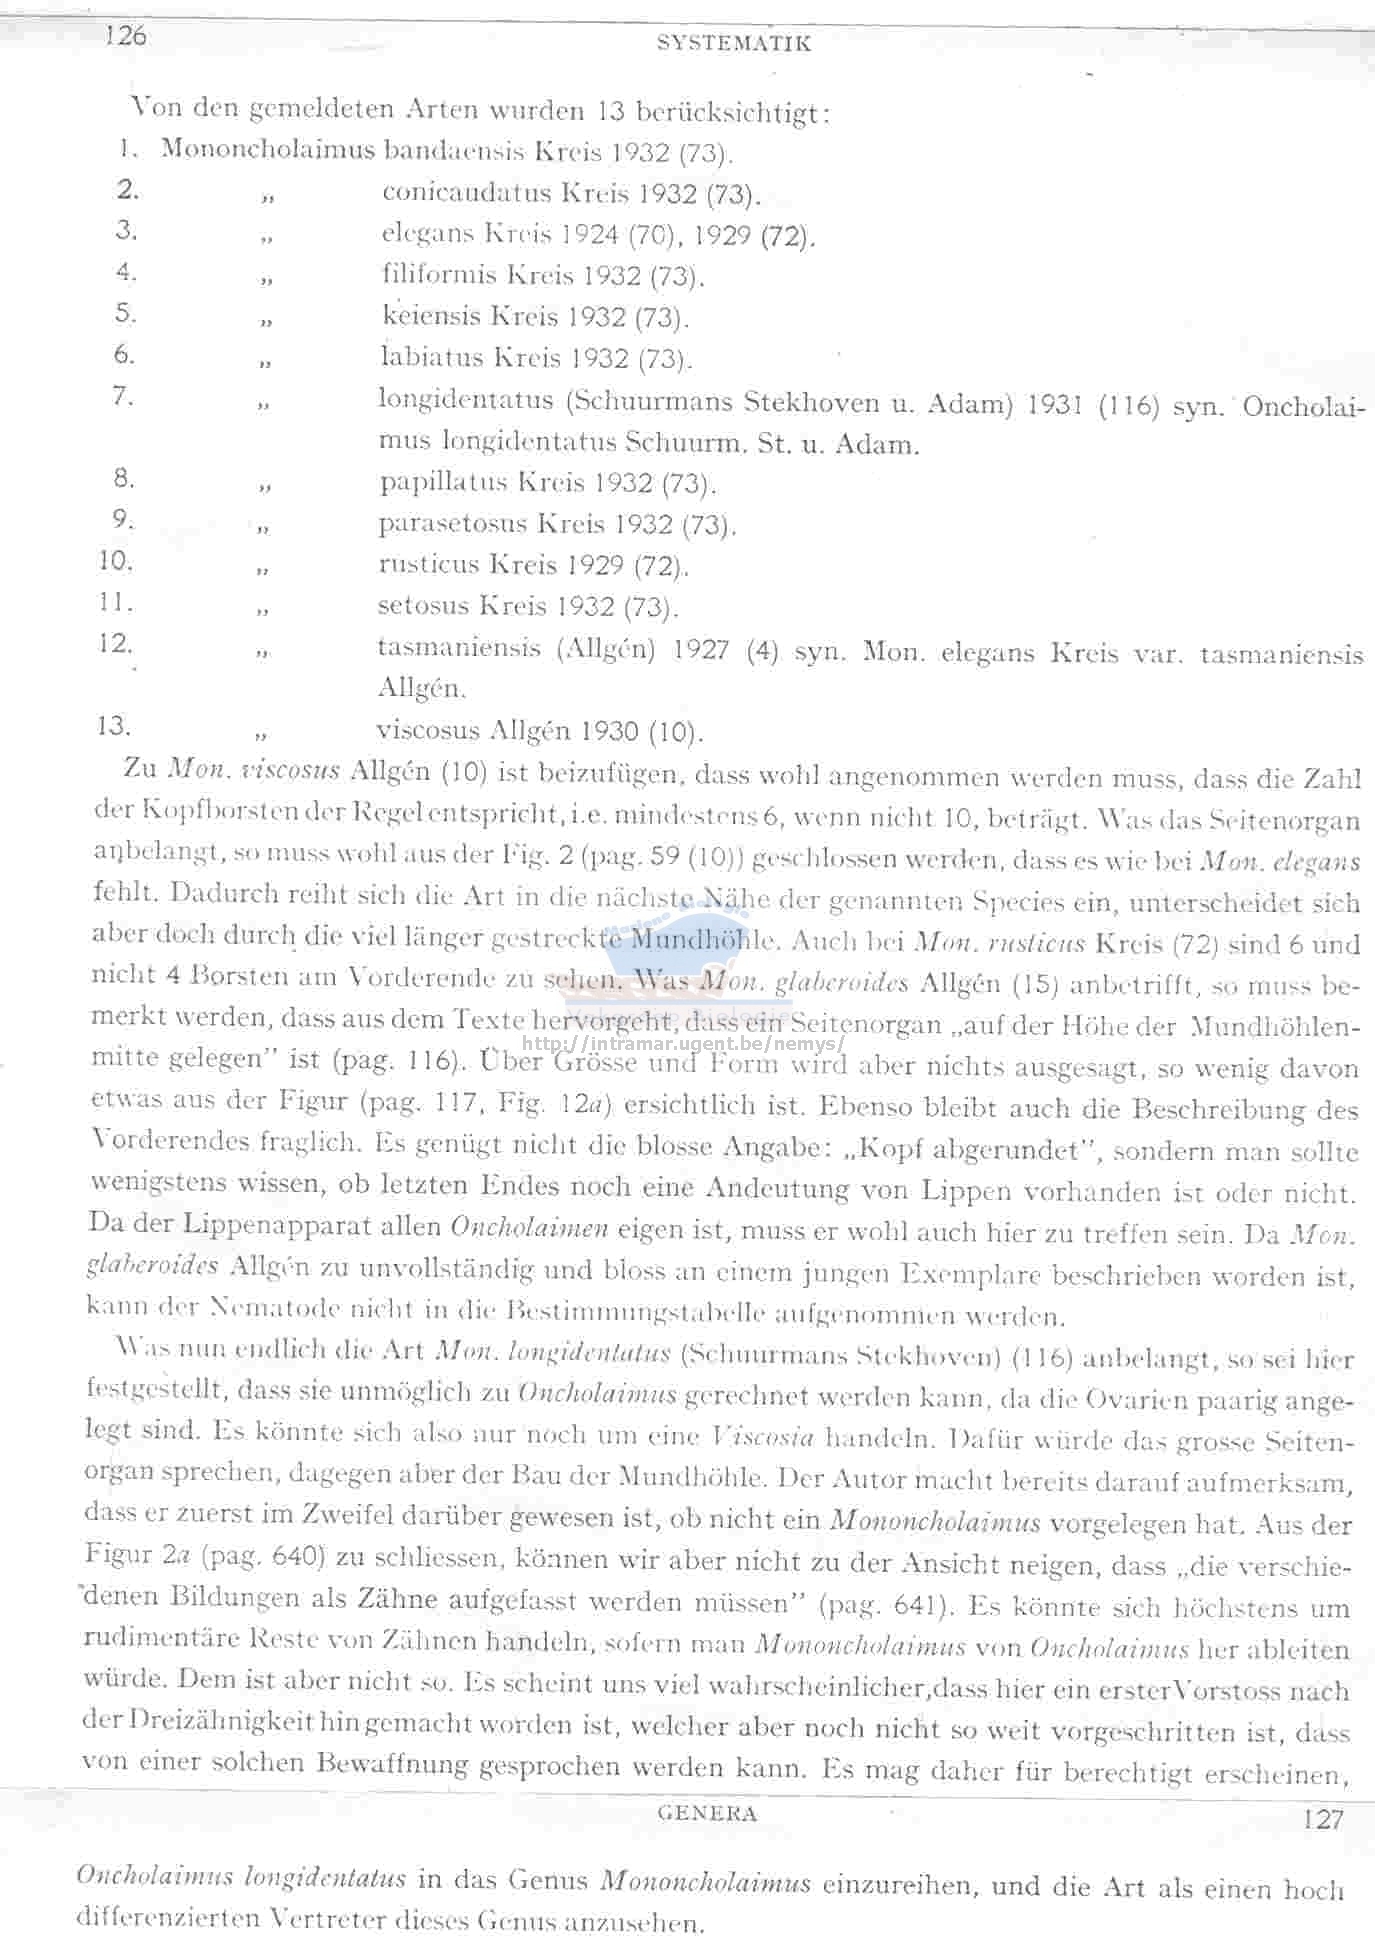 126
SYSTEMATIK
Von den gemeldeten Arten wurden 13 berücksichtigt:
1. Mononcholaimus bandaensis Kreis 1932 (73).
2. „ conicaudatus Kreis 1932 (73).
3. „ elegans Kreis 1924 (70), 1929 (72).
4. „ filiformis Kreis 1932 (73).
5. „ keiensis Kreis 1932 (73).
6. „ labiatus Kreis 1932 (73).
7. „ longidentatus (Schuurmans Stekhoven u. Adam) 1931 (116) syn. Oncholai-
mus longidentatus Schuurm. St. u. Adam.
8. „ papillatus Kreis 1932 (73).
9. „ parasetosus Kreis 1932 (73).
10. „ rusticus Kreis 1929 (72).
11. „ setosus Kreis 1932 (73).
12. „ tasmaniensis (Allgén) 1927 (4) syn. Mon. elegans Kreis var. tasmaniensis
Allgén.
13. „ viscosus Allgén 1930 (10).
Zu Mon. viscosus Allgén (10) ist beizufügen, dass wohl angenommen werden muss, dass die Zahl
der Kopfborsten der Regel entspricht, i.e. mindestens 6, wenn nicht 10, beträgt. Was das Seitenorgan
anbelangt, so muss wohl aus der Fig. 2 (pag. 59 (10)) geschlossen werden, dass es wie bei Mon. elegans
fehlt. Dadurch reiht sich die Art in die nächste Nähe der genannten Species ein, unterscheidet sich
aber doch durch die viel länger gestreckte Mundhöhle. Auch bei Mon. rusticus Kreis (72) sind 6 und
nicht 4 Borsten am Vorderende zu sehen. Was Mon. glaberoides Allgén (15) anbetrifft, so muss be-
merkt werden, dass aus dem Texte hervorgeht, dass ein Seitenorgan „auf der Höhe der Mundhöhlen-
http://intramar.ugent.be/nemys/
mitte gelegen" ist (pag. 116). Über Grösse und Form wird aber nichts ausgesagt, so wenig davon
etwas aus der Figur (pag. 117, Fig. 12a) ersichtlich ist. Ebenso bleibt auch die Beschreibung des
Vorderendes fraglich. Es genügt nicht die blosse Angabe: „Kopf abgerundet", sondern man sollte
wenigstens wissen, ob letzten Endes noch eine Andeutung von Lippen vorhanden ist oder nicht.
Da der Lippenapparat allen Oncholaimen eigen ist, muss er wohl auch hier zu treffen sein. Da Mon.
glaberoides Allgén zu unvollständig und bloss an einem jungen Exemplare beschrieben worden ist,
kann der Nematode nicht in die Bestimmungstabelle aufgenommen werden.
Was nun endlich die Art Mon. longidentatus (Schuurmans Stekhoven) (116) anbelangt, so sei hier
festgestellt, dass sie unmöglich zu Oncholaimus gerechnet werden kann, da die Ovarien paarig ange-
legt sind. Es könnte sich also nur noch um eine Viscosia handeln. Dafür würde das grosse Seiten-
organ sprechen, dagegen aber der Bau der Mundhöhle. Der Autor macht bereits darauf aufmerksam,
dass er zuerst im Zweifel darüber gewesen ist, ob nicht ein Mononcholaimus vorgelegen hat. Aus der
Figur 2a (pag. 640) zu schliessen, können wir aber nicht zu der Ansicht neigen, dass „die verschie-
denen Bildungen als Zähne aufgefasst werden müssen" (pag. 641). Es könnte sich höchstens um
rudimentäre Reste von Zähnen handeln, sofern man Mononcholaimus von Oncholaimus her ableiten
würde. Dem ist aber nicht so. Es scheint uns viel wahrscheinlicher, dass hier ein erster Vorstoss nach
der Dreizähnigkeit hin gemacht worden ist, welcher aber noch nicht so weit vorgeschritten ist, dass
von einer solchen Bewaffnung gesprochen werden kann. Es mag daher für berechtigt erscheinen,
GENERA
127
Oncholaimus longidentatus in das Genus Mononcholaimus einzureihen, und die Art als einen hoch
differenzierten Vertreter dieses Genus anzusehen.